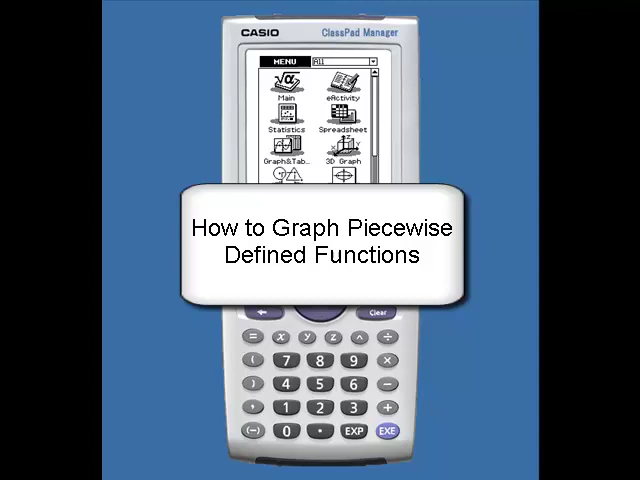 CASIO ClassPad Manager
MENU All
Main eActivity
Statistics Spreadsheet
Graph&Tab... 3D Graph
How to Graph Piecewise
Defined Functions
Clear
= x y z ^ ÷
( 7 8 9 ×
) 4 5 6 −
, 1 2 3 +
(−) 0 . EXP EXE